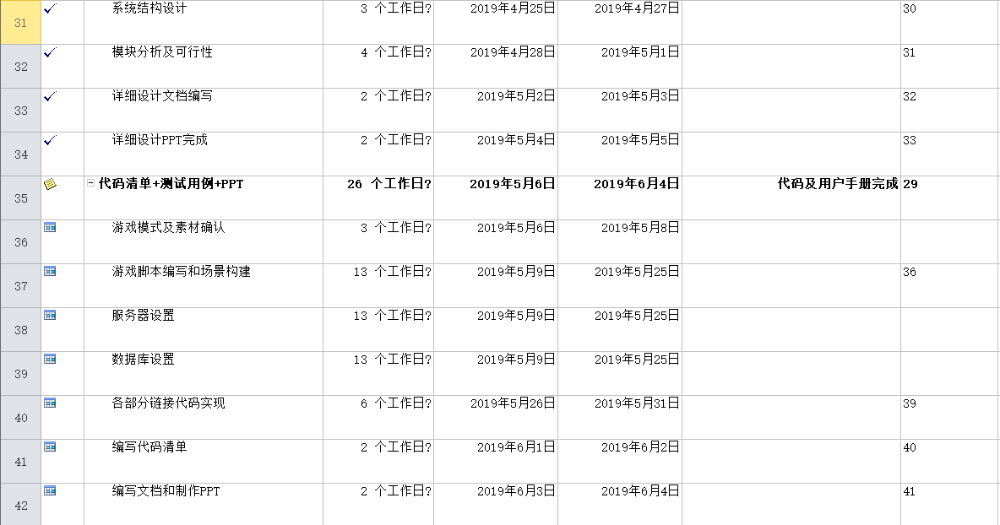 31 系统结构设计 3 个工作日? 2019年4月25日 2019年4月27日 30
32 模块分析及可行性 4 个工作日? 2019年4月28日 2019年5月1日 31
33 详细设计文档编写 2 个工作日? 2019年5月2日 2019年5月3日 32
34 详细设计PPT完成 2 个工作日? 2019年5月4日 2019年5月5日 33
35 代码清单+测试用例+PPT 26 个工作日? 2019年5月6日 2019年6月4日 代码及用户手册完成 29
36 游戏模式及素材确认 3 个工作日? 2019年5月6日 2019年5月8日
37 游戏脚本编写和场景构建 13 个工作日? 2019年5月9日 2019年5月25日 36
38 服务器设置 13 个工作日? 2019年5月9日 2019年5月25日
39 数据库设置 13 个工作日? 2019年5月9日 2019年5月25日
40 各部分链接代码实现 6 个工作日? 2019年5月26日 2019年5月31日 39
41 编写代码清单 2 个工作日? 2019年6月1日 2019年6月2日 40
42 编写文档和制作PPT 2 个工作日? 2019年6月3日 2019年6月4日 41